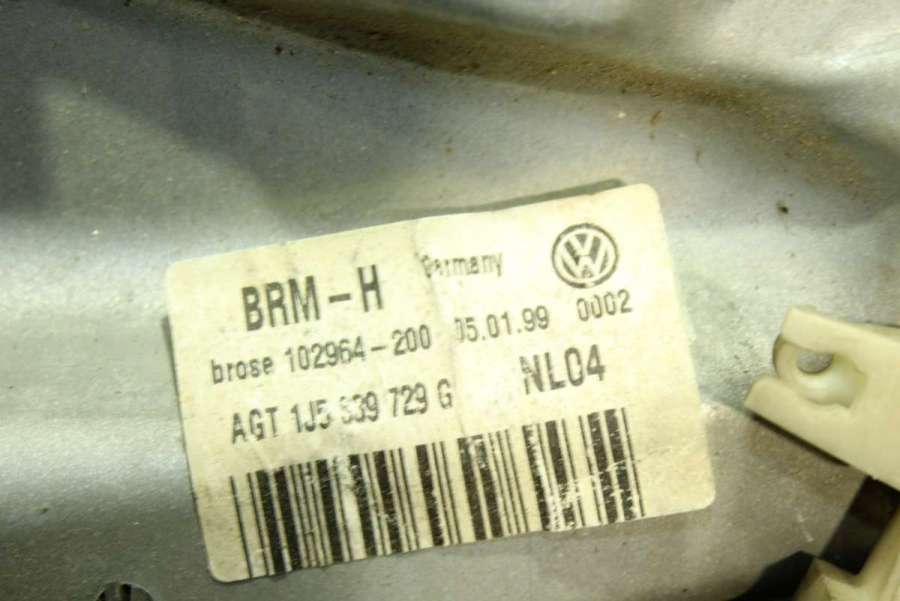 BRM-H Germany
brose 102964-200 05.01.99 0002
AGT 1J5 839 729 G NL04